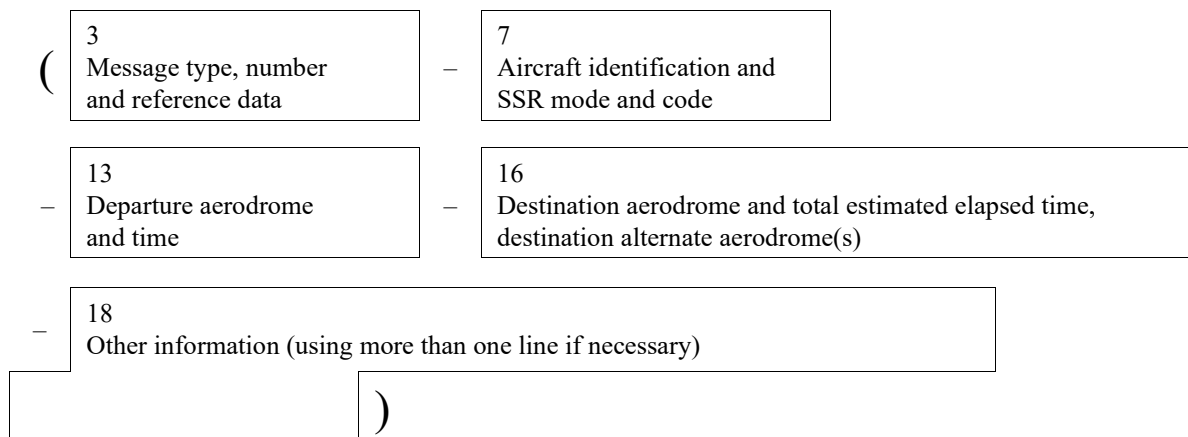 ( 3 – 7
Message type, number Aircraft identification and
and reference data SSR mode and code
– 13 – 16
Departure aerodrome Destination aerodrome and total estimated elapsed time,
and time destination alternate aerodrome(s)
– 18
Other information (using more than one line if necessary)
)